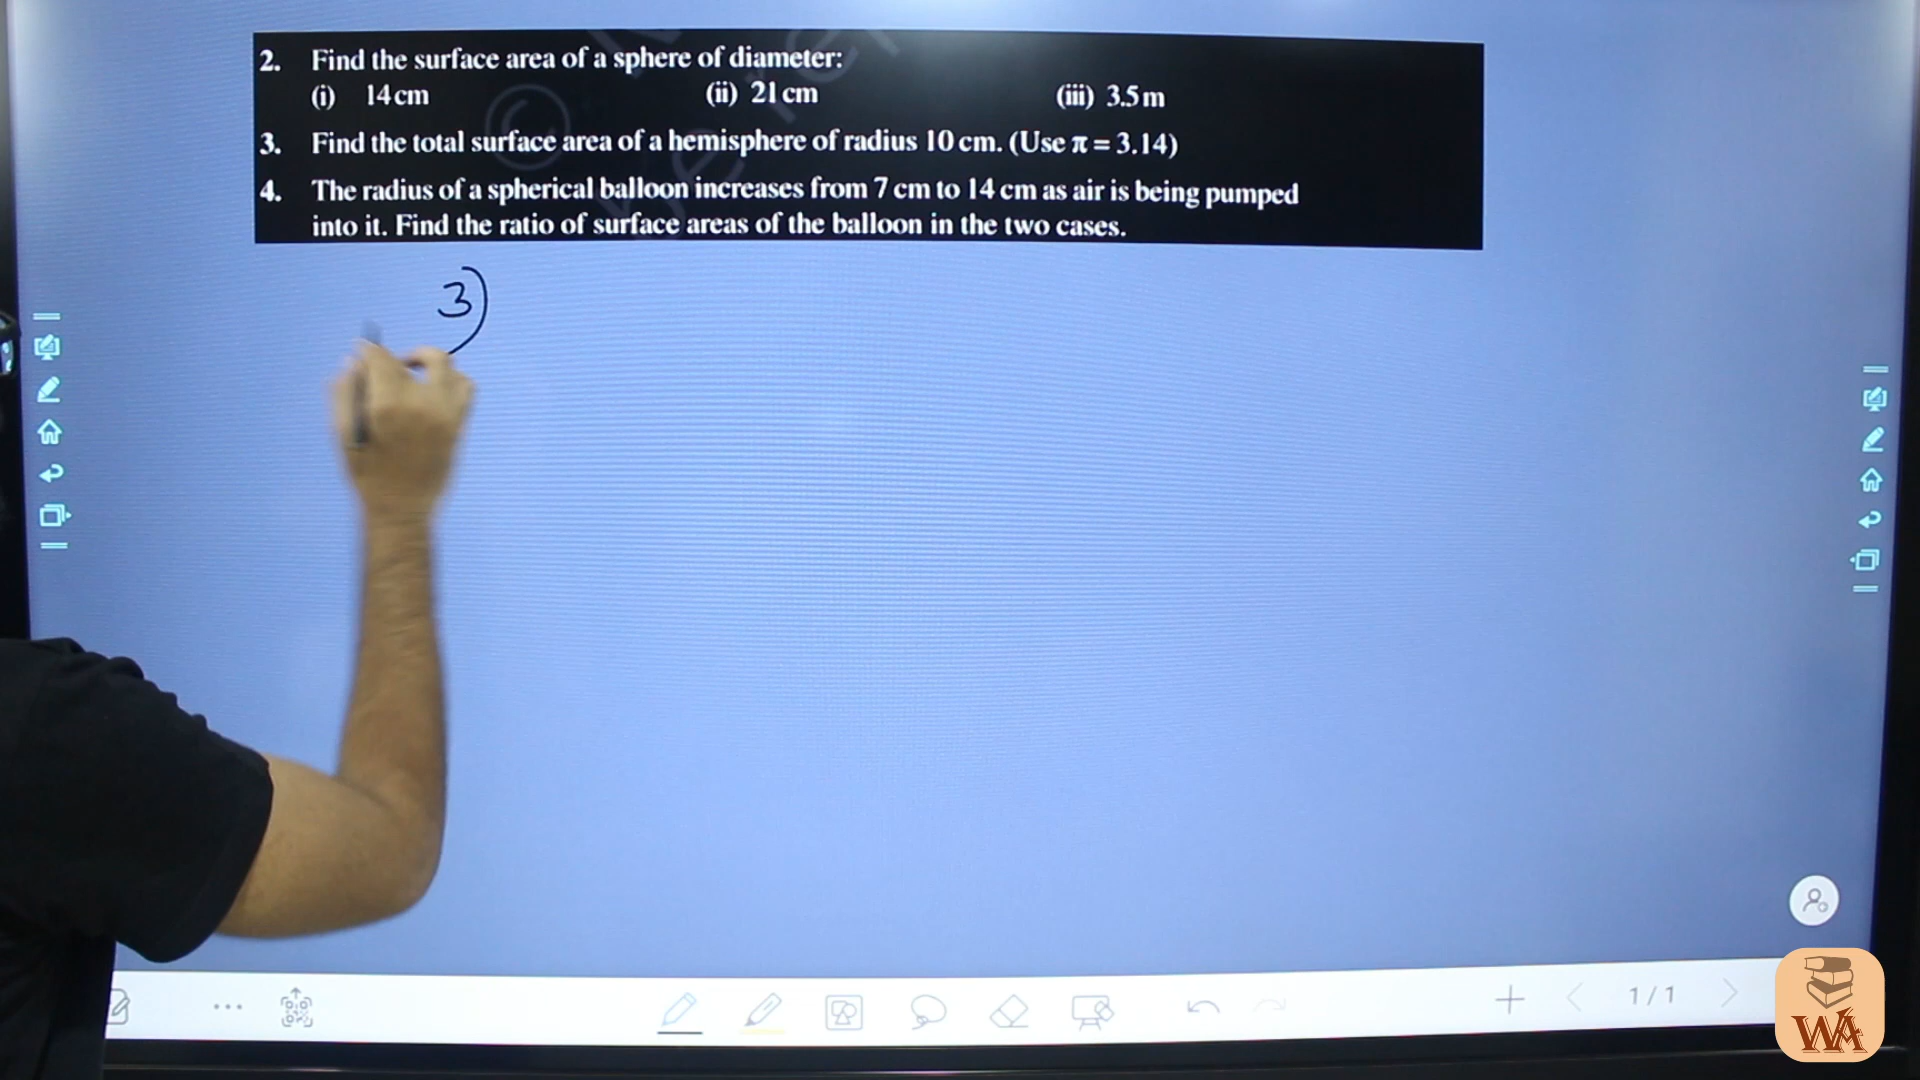 2. Find the surface area of a sphere of diameter:
(i) 14 cm (ii) 21 cm (iii) 3.5 m
3. Find the total surface area of a hemisphere of radius 10 cm. (Use π = 3.14)
4. The radius of a spherical balloon increases from 7 cm to 14 cm as air is being pumped
into it. Find the ratio of surface areas of the balloon in the two cases.
3)
1/1
WA